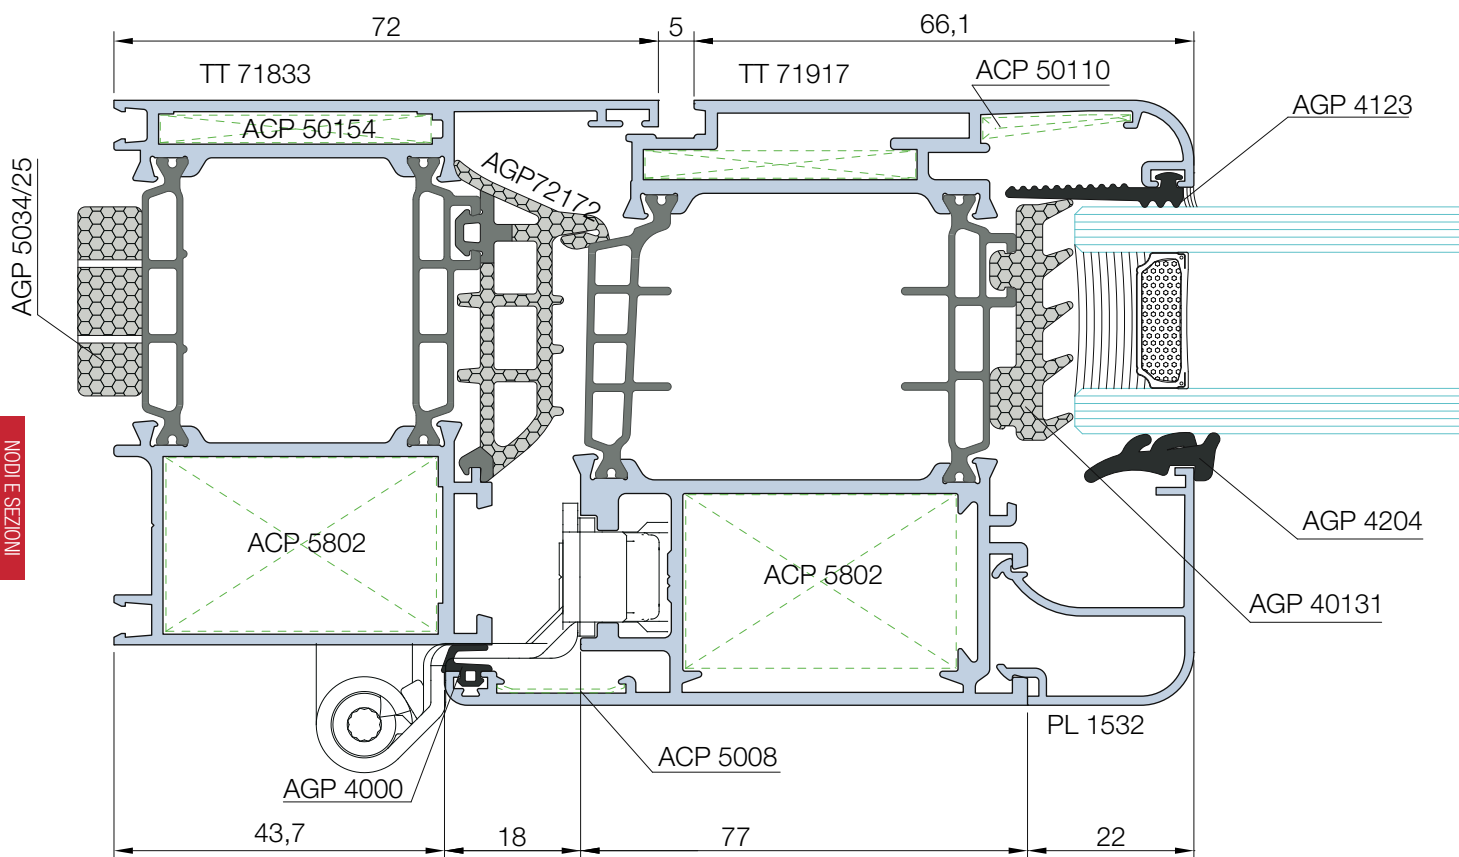 72
5
66,1
TT 71833
TT 71917
ACP 50110
AGP 4123
ACP 50154
AGP72172
AGP 5034/25
NODI E SEZIONI
ACP 5802
ACP 5802
AGP 4204
AGP 40131
PL 1532
ACP 5008
AGP 4000
43,7
18
77
22